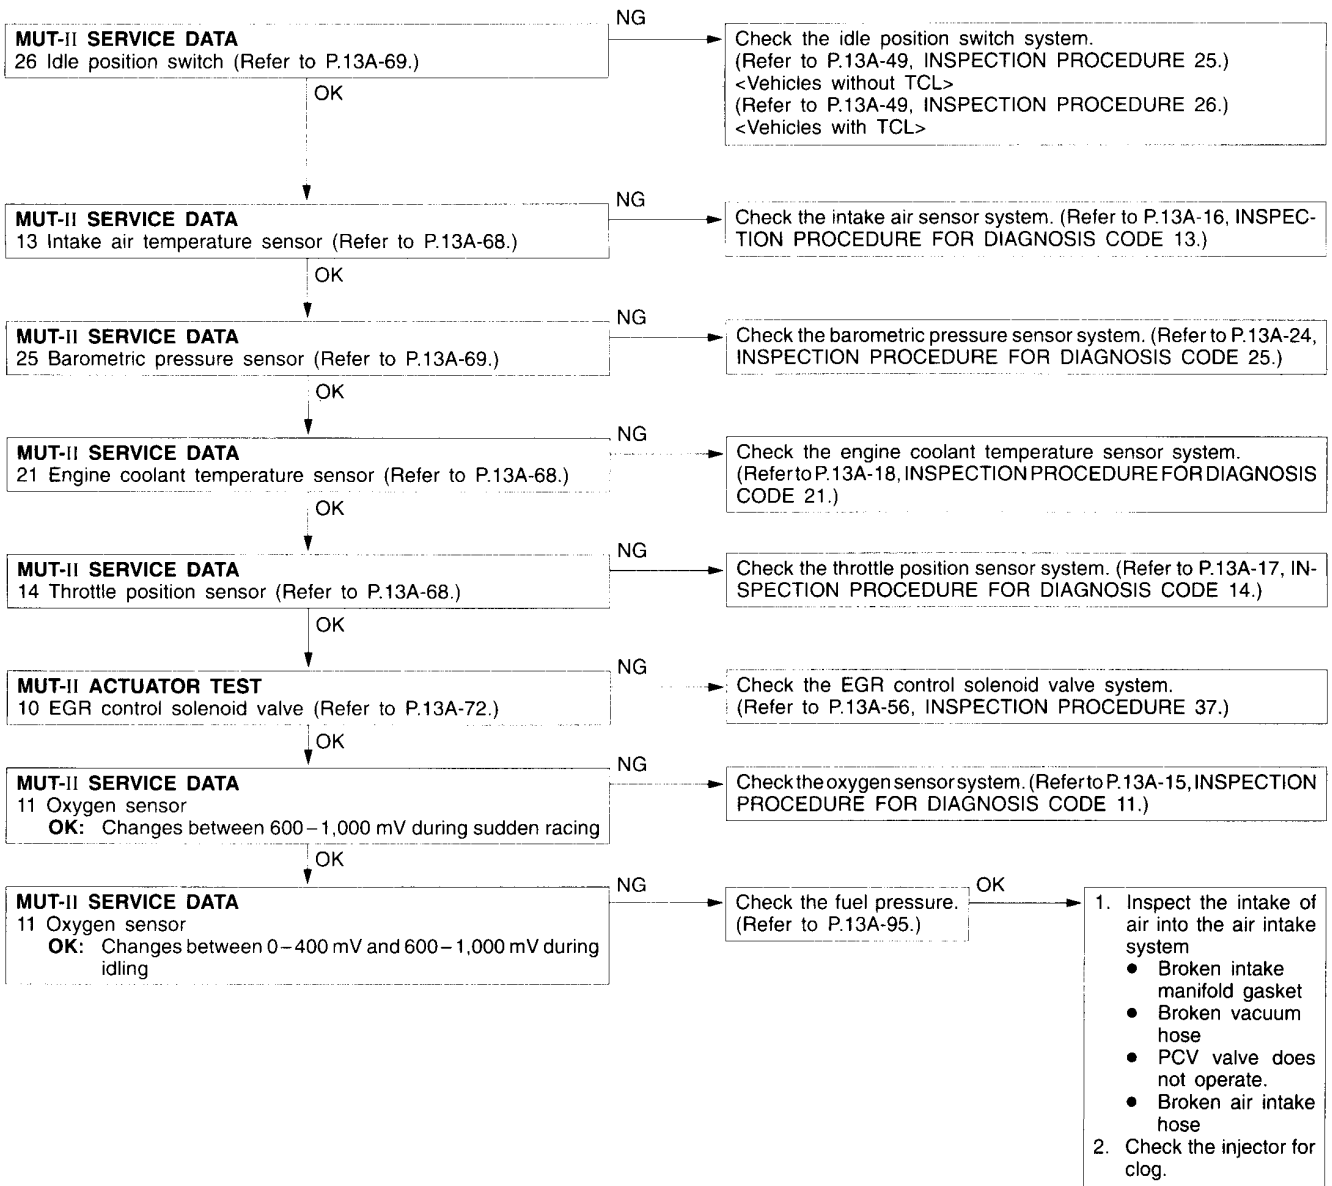 NG
MUT-II SERVICE DATA
26 Idle position switch (Refer to P.13A-69.)
Check the idle position switch system.
(Refer to P.13A-49, INSPECTION PROCEDURE 25.)
<Vehicles without TCL>
(Refer to P.13A-49, INSPECTION PROCEDURE 26.)
<Vehicles with TCL>
OK
NG
MUT-II SERVICE DATA
13 Intake air temperature sensor (Refer to P.13A-68.)
Check the intake air sensor system. (Refer to P.13A-16, INSPEC-
TION PROCEDURE FOR DIAGNOSIS CODE 13.)
OK
NG
MUT-II SERVICE DATA
25 Barometric pressure sensor (Refer to P.13A-69.)
Check the barometric pressure sensor system. (Refer to P.13A-24,
INSPECTION PROCEDURE FOR DIAGNOSIS CODE 25.)
OK
NG
MUT-II SERVICE DATA
21 Engine coolant temperature sensor (Refer to P.13A-68.)
Check the engine coolant temperature sensor system.
(Refer to P.13A-18, INSPECTION PROCEDURE FOR DIAGNOSIS
CODE 21.)
OK
NG
MUT-II SERVICE DATA
14 Throttle position sensor (Refer to P.13A-68.)
Check the throttle position sensor system. (Refer to P.13A-17, IN-
SPECTION PROCEDURE FOR DIAGNOSIS CODE 14.)
OK
NG
MUT-II ACTUATOR TEST
10 EGR control solenoid valve (Refer to P.13A-72.)
Check the EGR control solenoid valve system.
(Refer to P.13A-56, INSPECTION PROCEDURE 37.)
OK
NG
MUT-II SERVICE DATA
11 Oxygen sensor
OK: Changes between 600–1,000 mV during sudden racing
Check the oxygen sensor system. (Refer to P.13A-15, INSPECTION
PROCEDURE FOR DIAGNOSIS CODE 11.)
OK
NG
MUT-II SERVICE DATA
11 Oxygen sensor
OK: Changes between 0–400 mV and 600–1,000 mV during
idling
Check the fuel pressure.
(Refer to P.13A-95.)
OK
1. Inspect the intake of
air into the air intake
system
● Broken intake
manifold gasket
● Broken vacuum
hose
● PCV valve does
not operate.
● Broken air intake
hose
2. Check the injector for
clog.